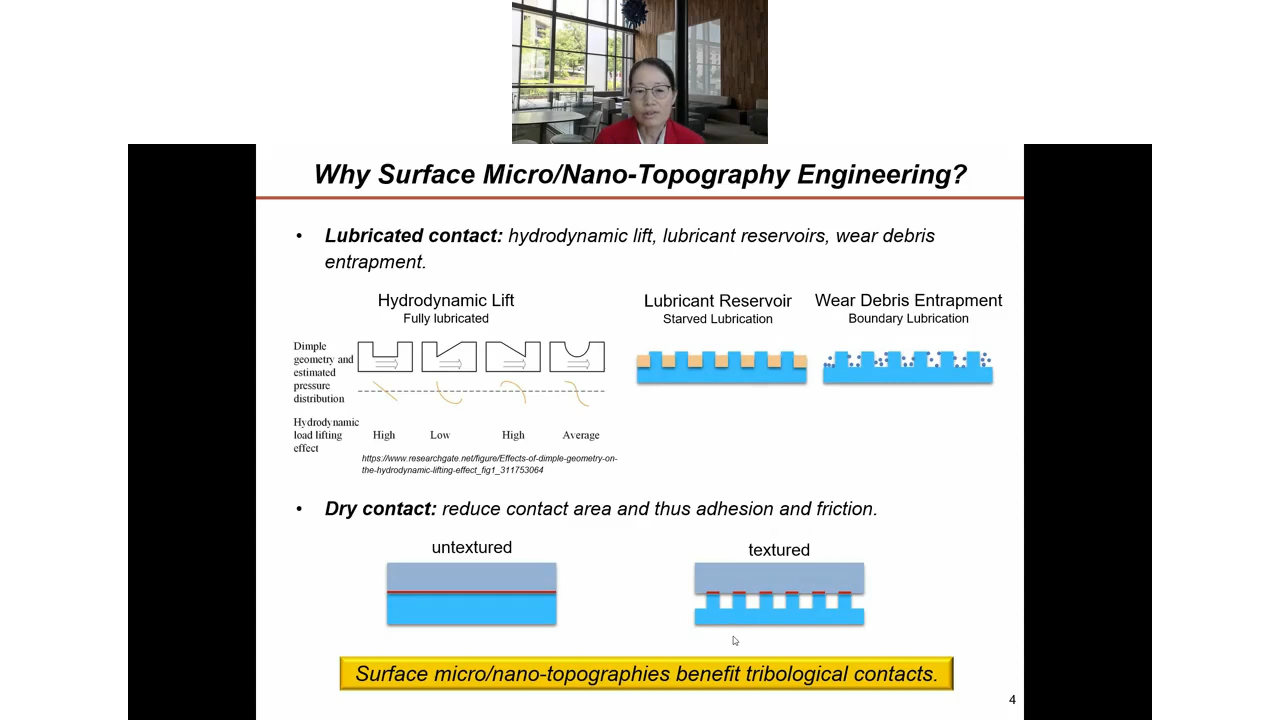 Why Surface Micro/Nano-Topography Engineering?
• Lubricated contact: hydrodynamic lift, lubricant reservoirs, wear debris
entrapment.
Hydrodynamic Lift
Fully lubricated
Lubricant Reservoir
Starved Lubrication
Wear Debris Entrapment
Boundary Lubrication
Dimple
geometry and
estimated
pressure
distribution
Hydrodynamic
load lifting
effect
High Low High Average
https://www.researchgate.net/figure/Effects-of-dimple-geometry-on-
the-hydrodynamic-lifting-effect_fig1_311753064
• Dry contact: reduce contact area and thus adhesion and friction.
untextured
textured
Surface micro/nano-topographies benefit tribological contacts.
4